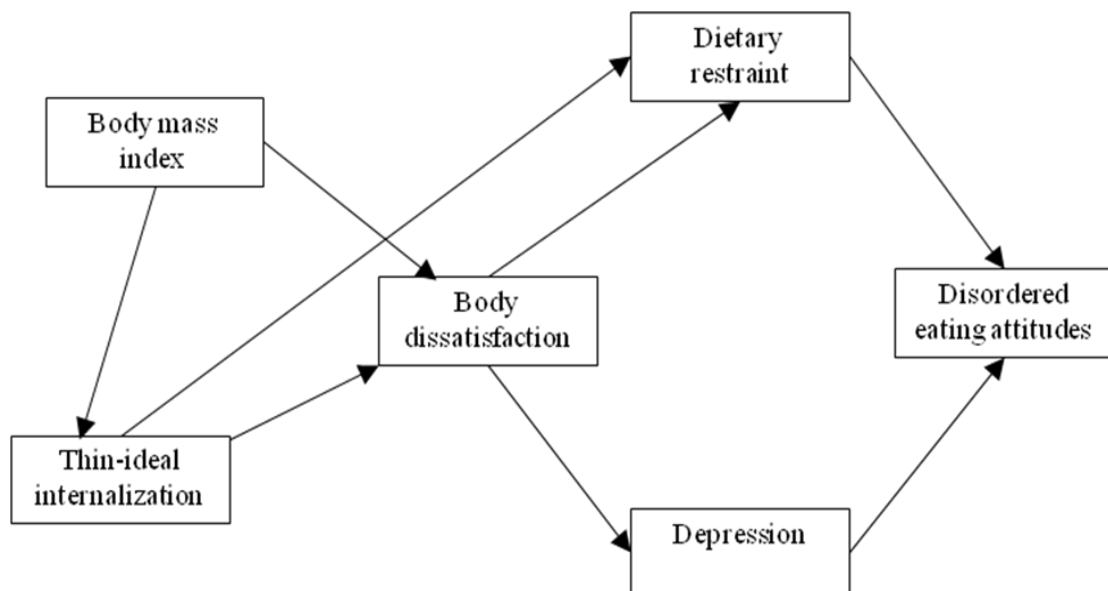 Dietary
restraint
Body mass
index
Body
dissatisfaction
Disordered
eating attitudes
Thin-ideal
internalization
Depression